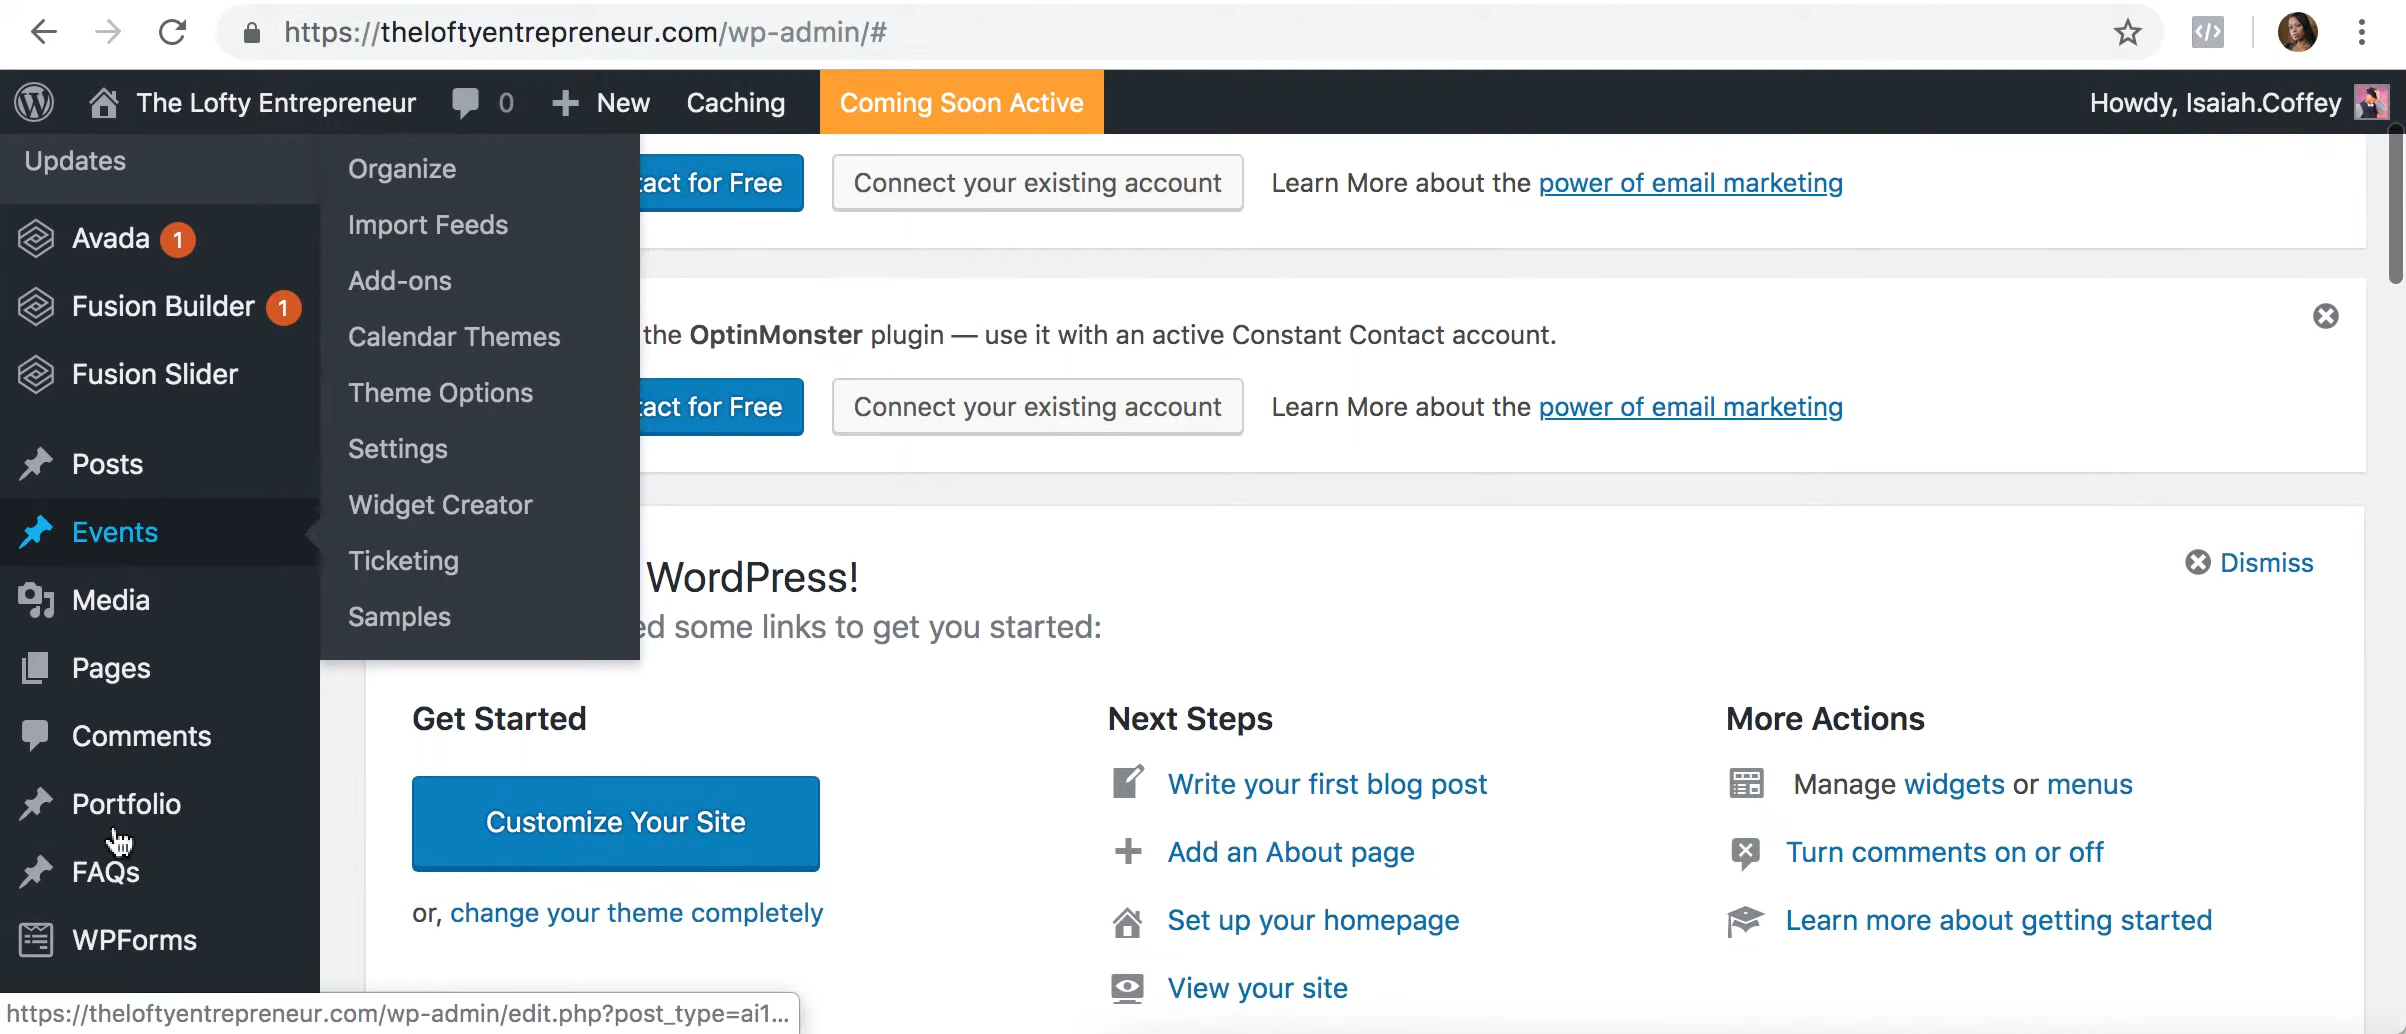 https://theloftyentrepreneur.com/wp-admin/#
The Lofty Entrepreneur 0 New Caching Coming Soon Active Howdy, Isaiah.Coffey
Updates
Avada 1
Fusion Builder 1
Fusion Slider
Posts
Events
Media
Pages
Comments
Portfolio
FAQs
WPForms
Organize
Import Feeds
Add-ons
Calendar Themes
Theme Options
Settings
Widget Creator
Ticketing
Samples
for Free Connect your existing account Learn More about the power of email marketing
the OptinMonster plugin — use it with an active Constant Contact account.
for Free Connect your existing account Learn More about the power of email marketing
WordPress!
Dismiss
some links to get you started:
Get Started
Customize Your Site
or, change your theme completely
Next Steps
Write your first blog post
Add an About page
Set up your homepage
View your site
More Actions
Manage widgets or menus
Turn comments on or off
Learn more about getting started
https://theloftyentrepreneur.com/wp-admin/edit.php?post_type=ai1...